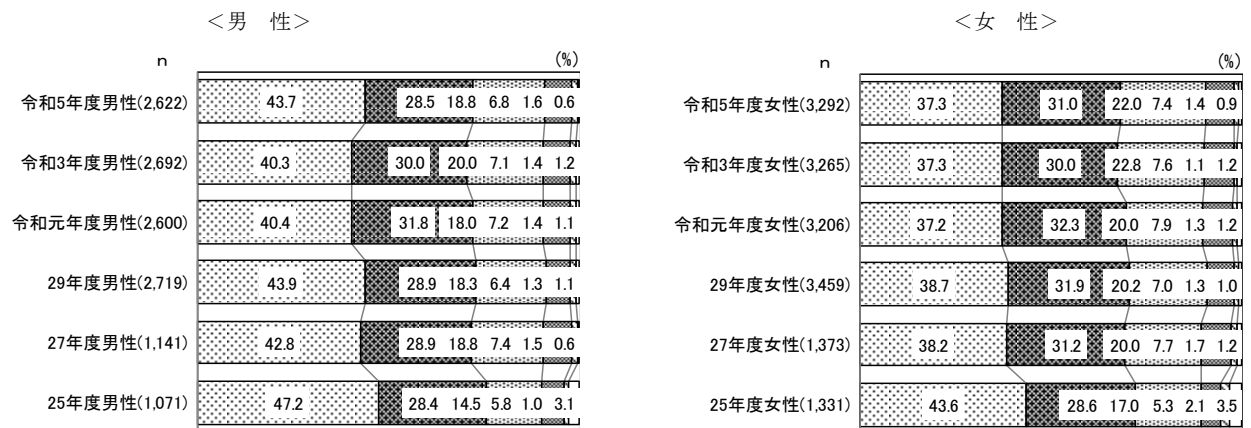 ＜男 性＞
n (%)
令和5年度男性(2,622) 43.7 28.5 18.8 6.8 1.6 0.6
令和3年度男性(2,692) 40.3 30.0 20.0 7.1 1.4 1.2
令和元年度男性(2,600) 40.4 31.8 18.0 7.2 1.4 1.1
29年度男性(2,719) 43.9 28.9 18.3 6.4 1.3 1.1
27年度男性(1,141) 42.8 28.9 18.8 7.4 1.5 0.6
25年度男性(1,071) 47.2 28.4 14.5 5.8 1.0 3.1
＜女 性＞
n (%)
令和5年度女性(3,292) 37.3 31.0 22.0 7.4 1.4 0.9
令和3年度女性(3,265) 37.3 30.0 22.8 7.6 1.1 1.2
令和元年度女性(3,206) 37.2 32.3 20.0 7.9 1.3 1.2
29年度女性(3,459) 38.7 31.9 20.2 7.0 1.3 1.0
27年度女性(1,373) 38.2 31.2 20.0 7.7 1.7 1.2
25年度女性(1,331) 43.6 28.6 17.0 5.3 2.1 3.5